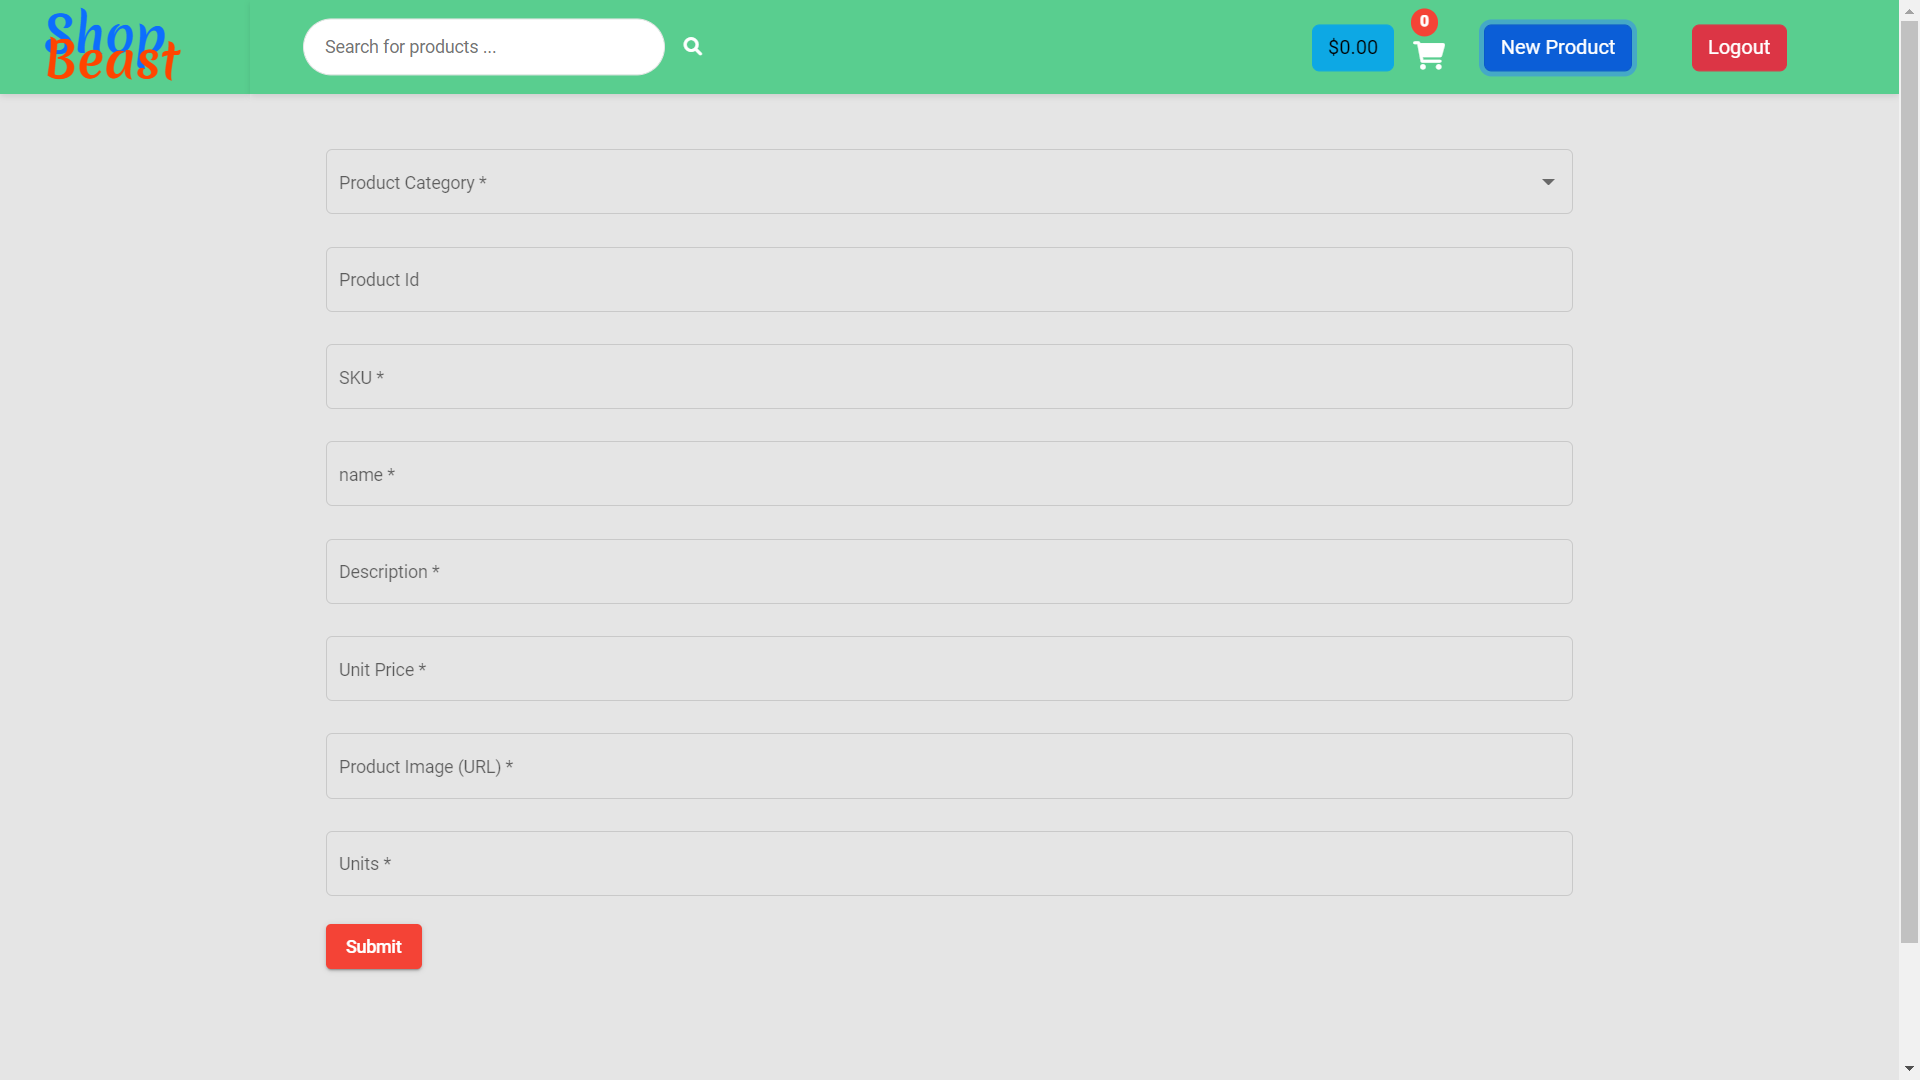 Shop
Beast
Search for products ...
$0.00
0
New Product
Logout
Product Category *
Product Id
SKU *
name *
Description *
Unit Price *
Product Image (URL) *
Units *
Submit